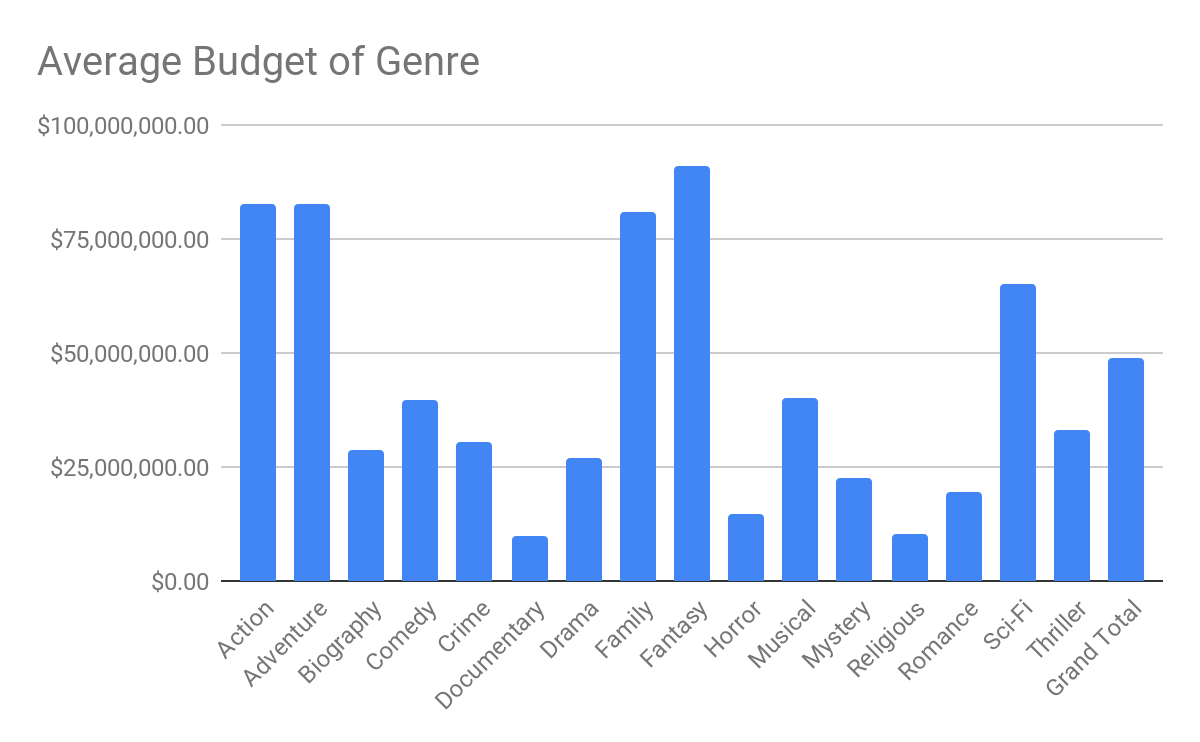 Average Budget of Genre
$100,000,000.00
$75,000,000.00
$50,000,000.00
$25,000,000.00
$0.00
Action
Adventure
Biography
Comedy
Crime
Documentary
Drama
Family
Fantasy
Horror
Musical
Mystery
Religious
Romance
Sci-Fi
Thriller
Grand Total